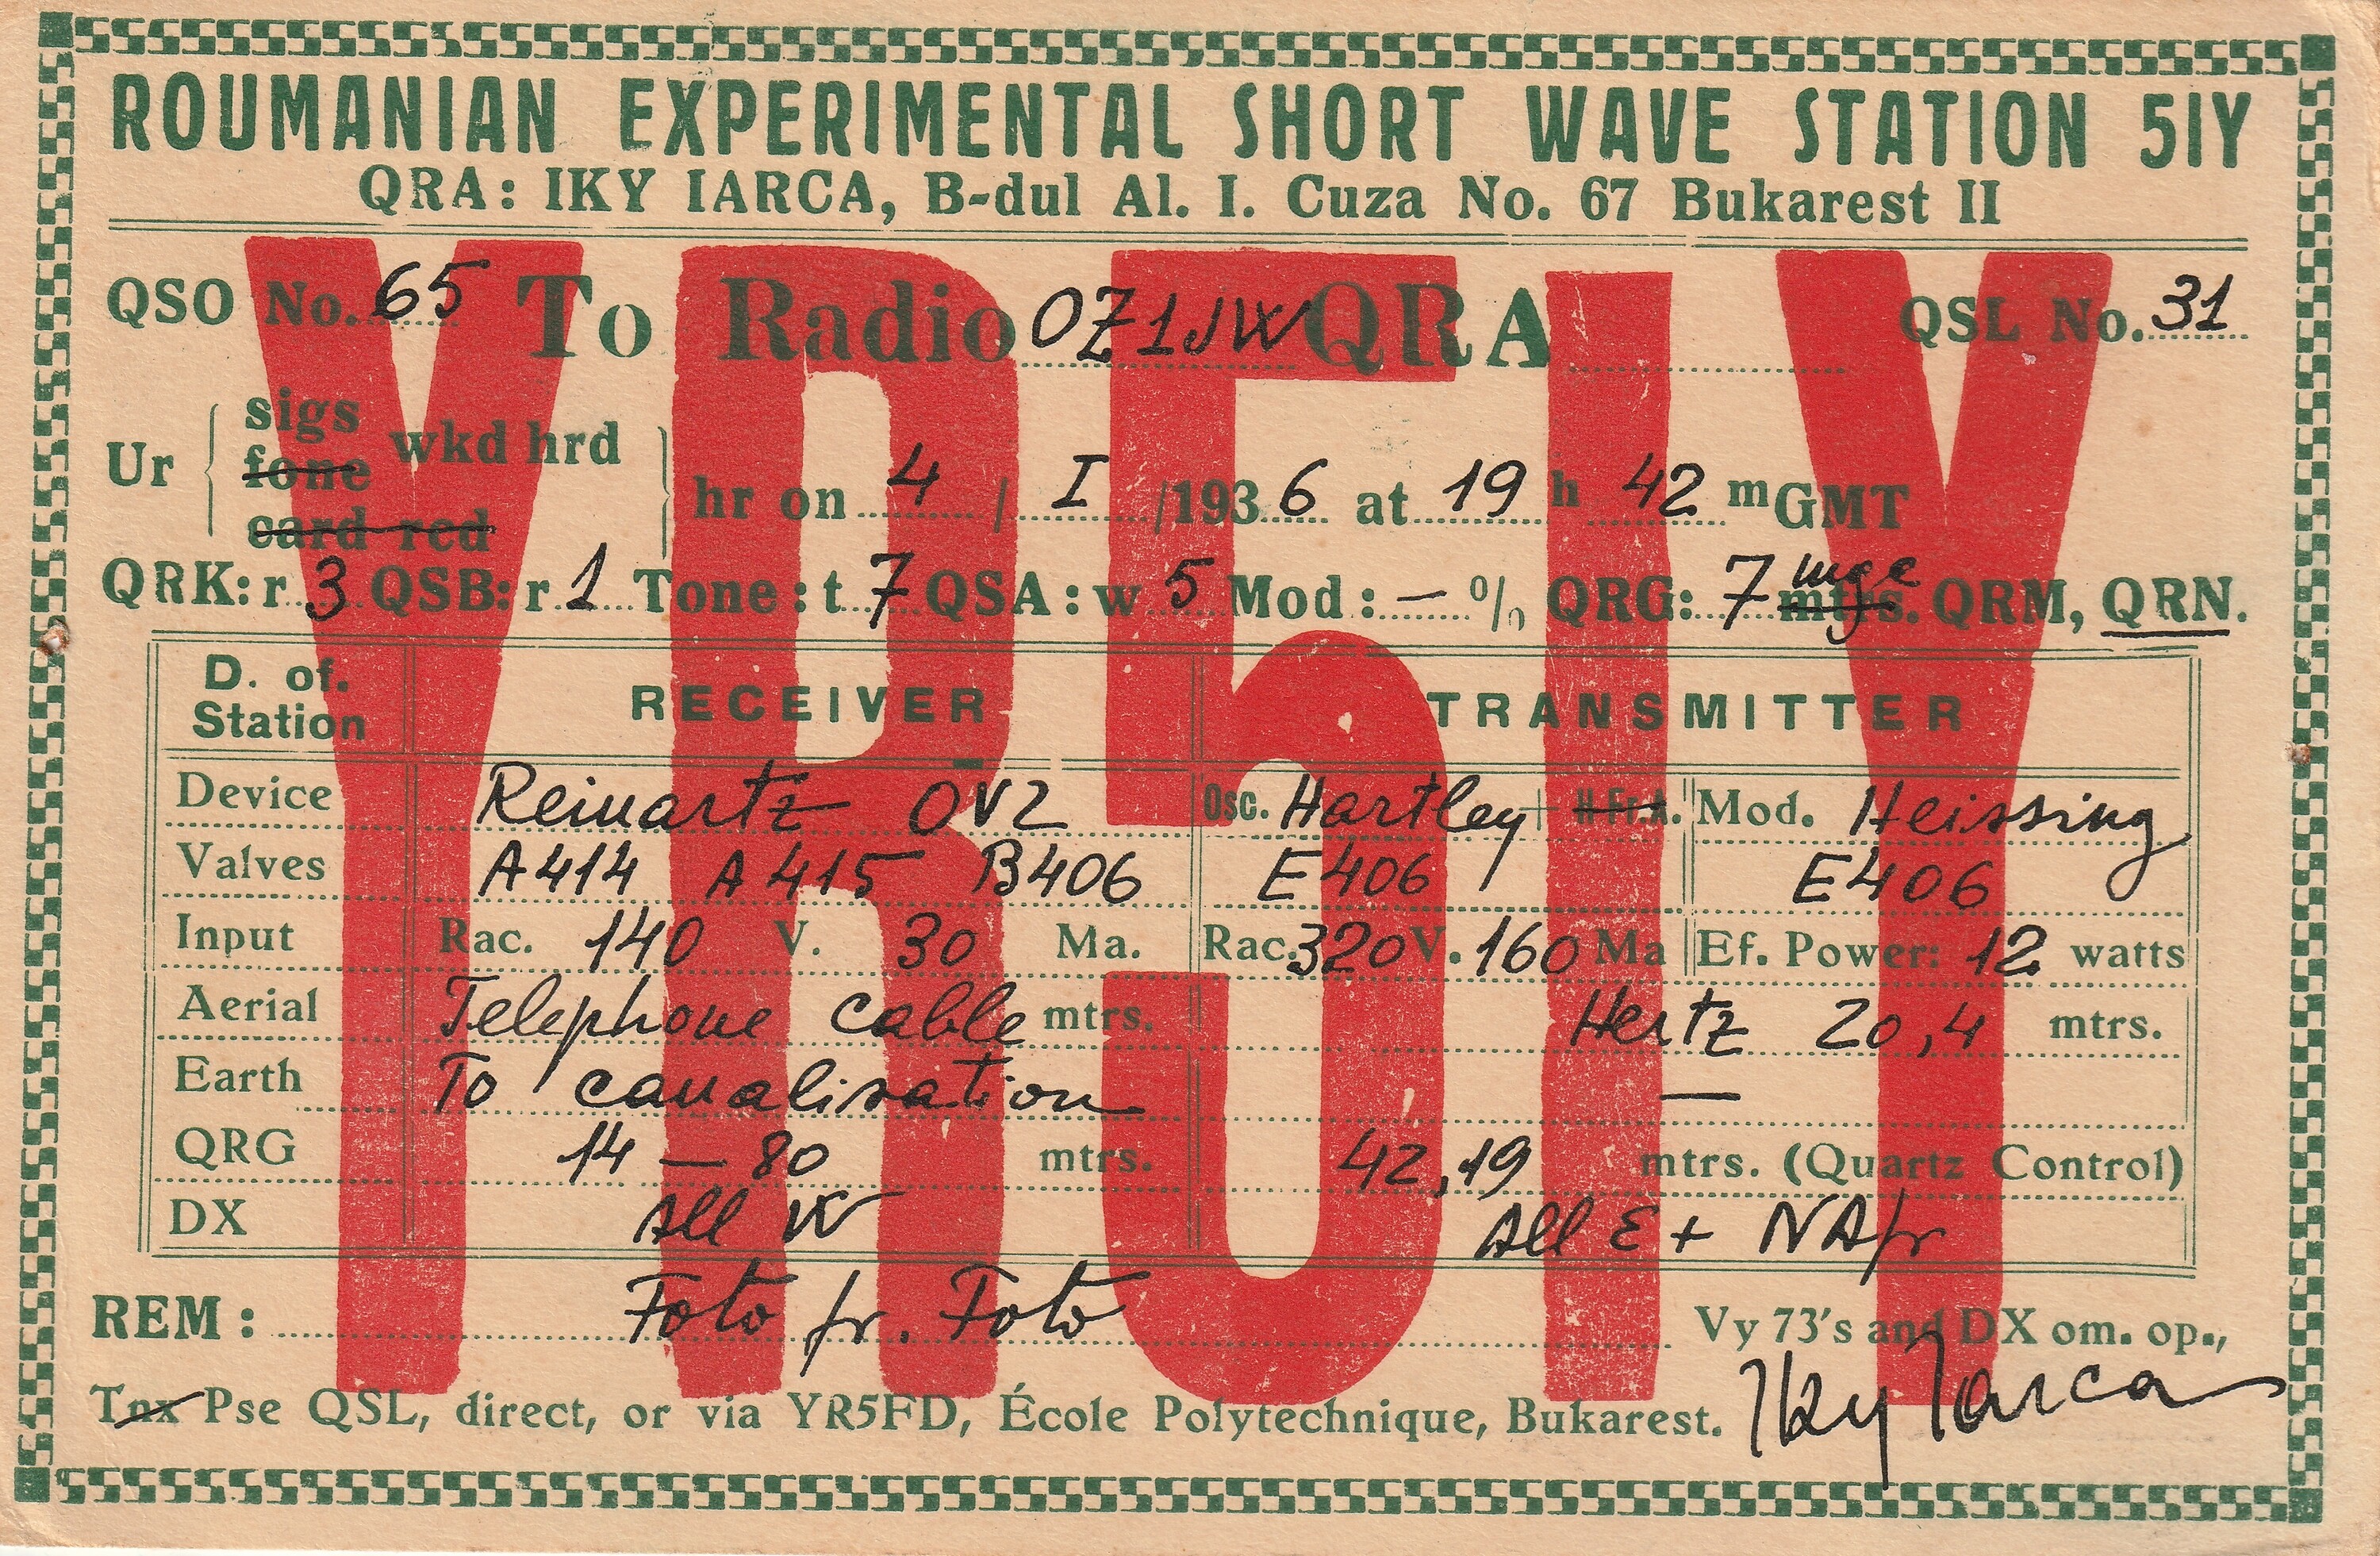 ROUMANIAN EXPERIMENTAL SHORT WAVE STATION 5IY
QRA: IKY IARCA, B-dul Al. I. Cuza No. 67 Bukarest II
YR5IY
QSO No. 65 To Radio OZ1JW QRA QSL No. 31
Ur sigs fone card rcd wkd hrd hr on 4 / I /1936 at 19 h 42 m GMT
QRK: r 3 QSB: r 1 Tone: t 7 QSA: w 5 Mod: — % QRG: 7 mtrs. mgc QRM, QRN.
D. of. Station RECEIVER TRANSMITTER
Device Reinartz OV2 Osc. Hartley + H Fr.A. Mod. Heissing
Valves A414 A415 B406 E406 E406
Input Rac. 140 V. 30 Ma. Rac. 320 V. 160 Ma Ef. Power: 12 watts
Aerial Telephone cable mtrs. Hertz 20,4 mtrs.
Earth To canalisation —
QRG 14 — 80 mtrs. 42,19 mtrs. (Quartz Control)
DX All W All E + NAfr
REM: Foto fr. Foto Vy 73's and DX om. op.,
Tnx Pse QSL, direct, or via YR5FD, École Polytechnique, Bukarest. Iky Iarca